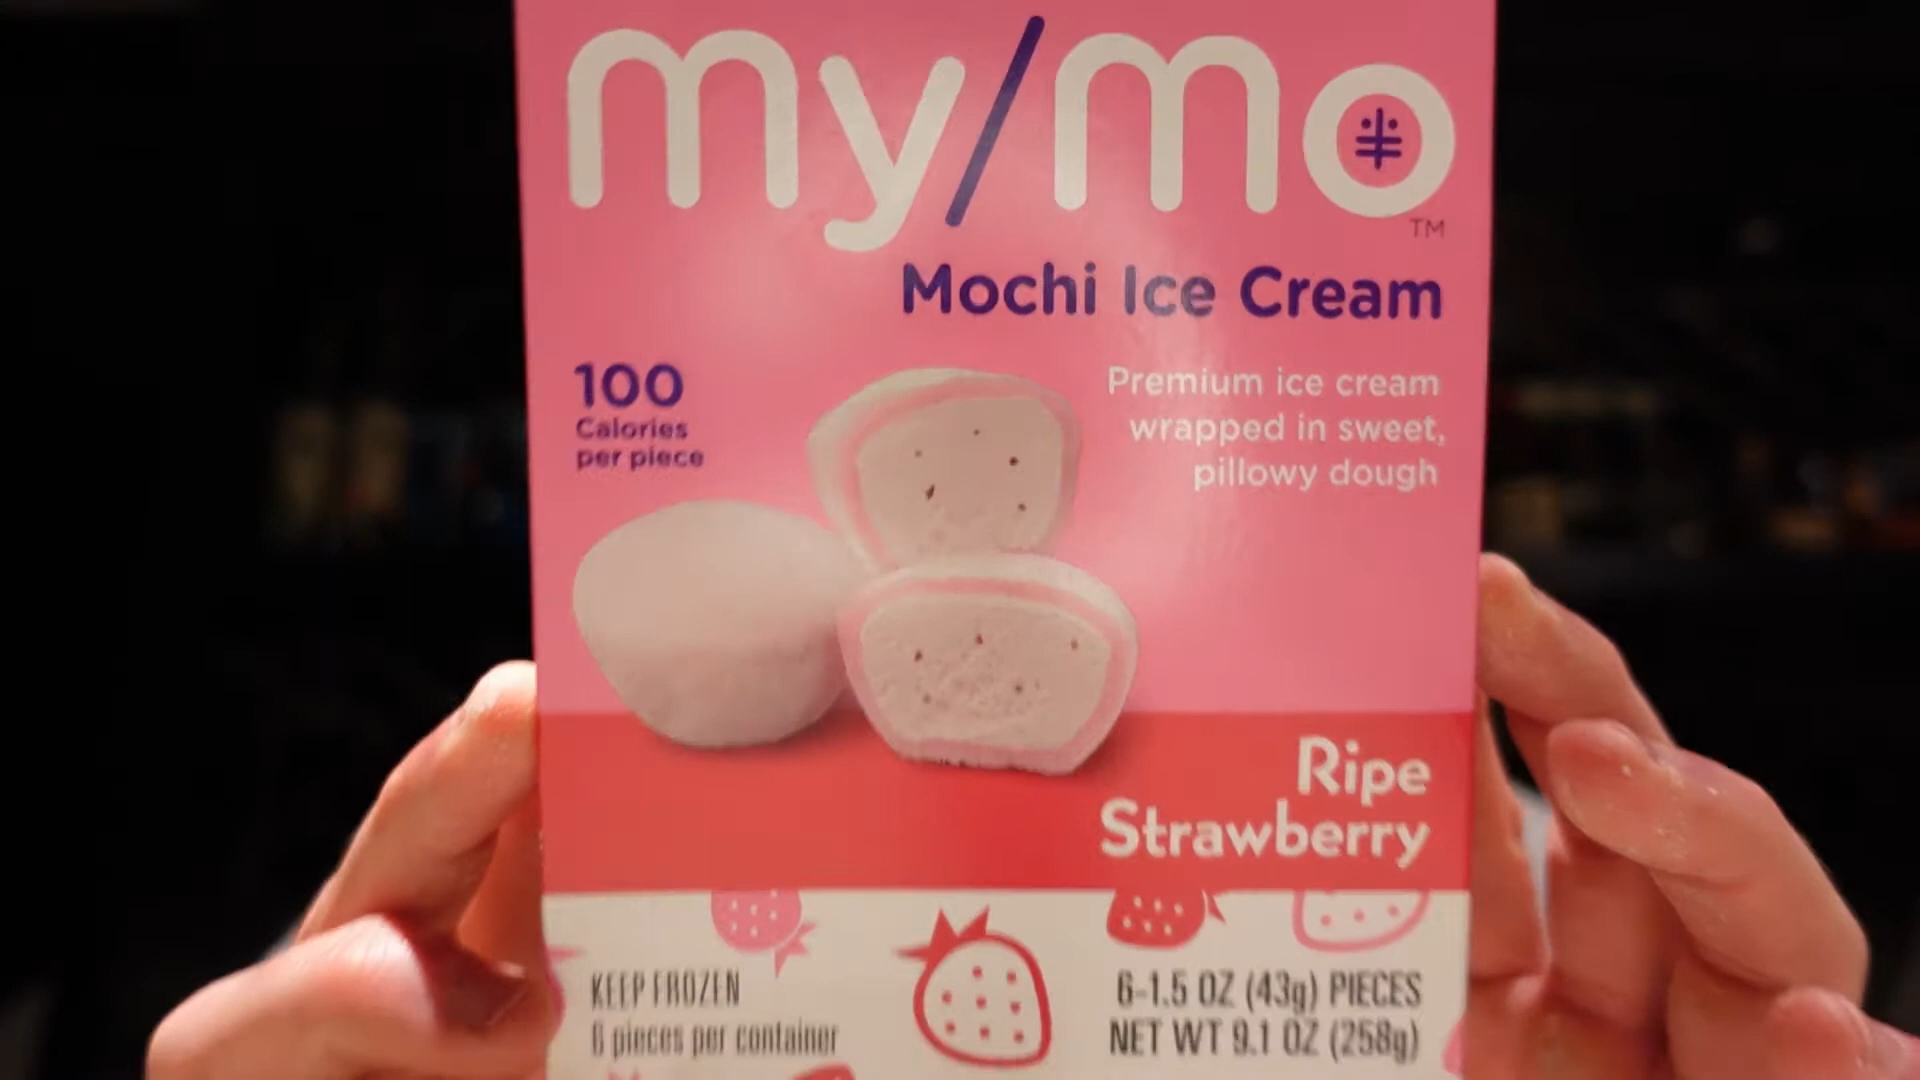 my/mo
TM
Mochi Ice Cream
100
Calories
per piece
Premium ice cream
wrapped in sweet,
pillowy dough
Ripe
Strawberry
KEEP FROZEN
6 pieces per container
6-1.5 OZ (43g) PIECES
NET WT 9.1 OZ (258g)